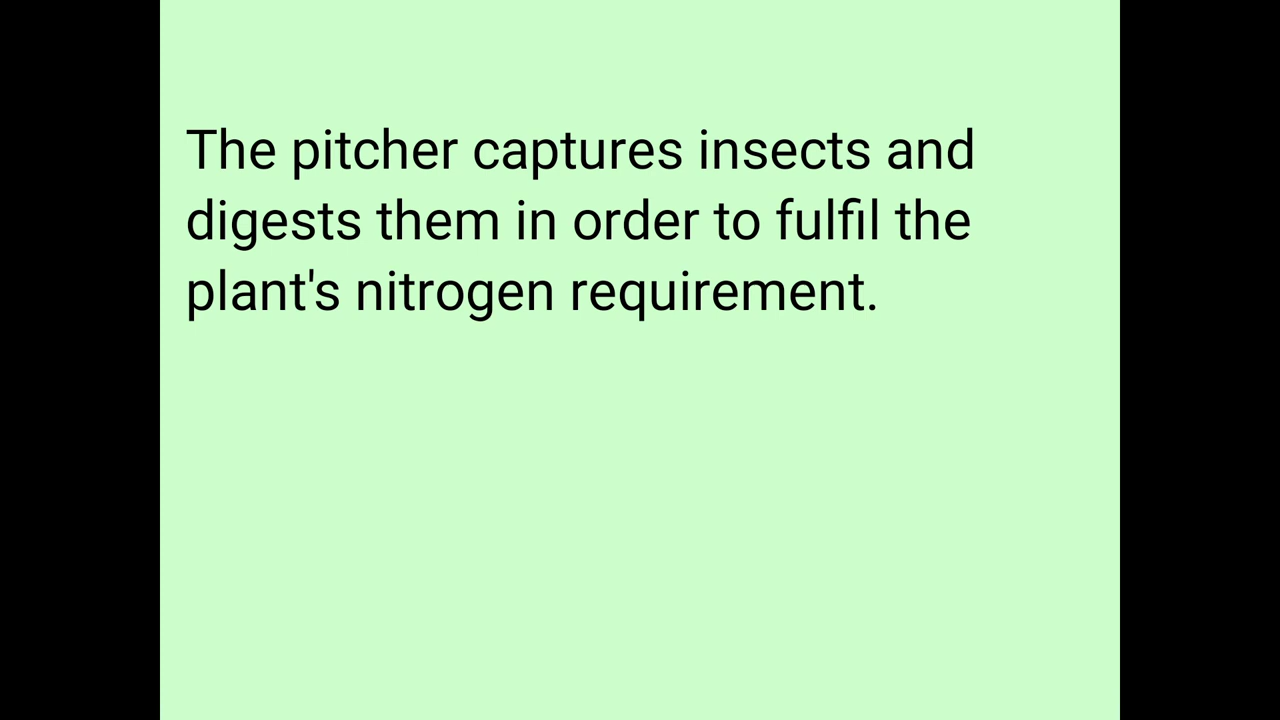 The pitcher captures insects and
digests them in order to fulfil the
plant's nitrogen requirement.